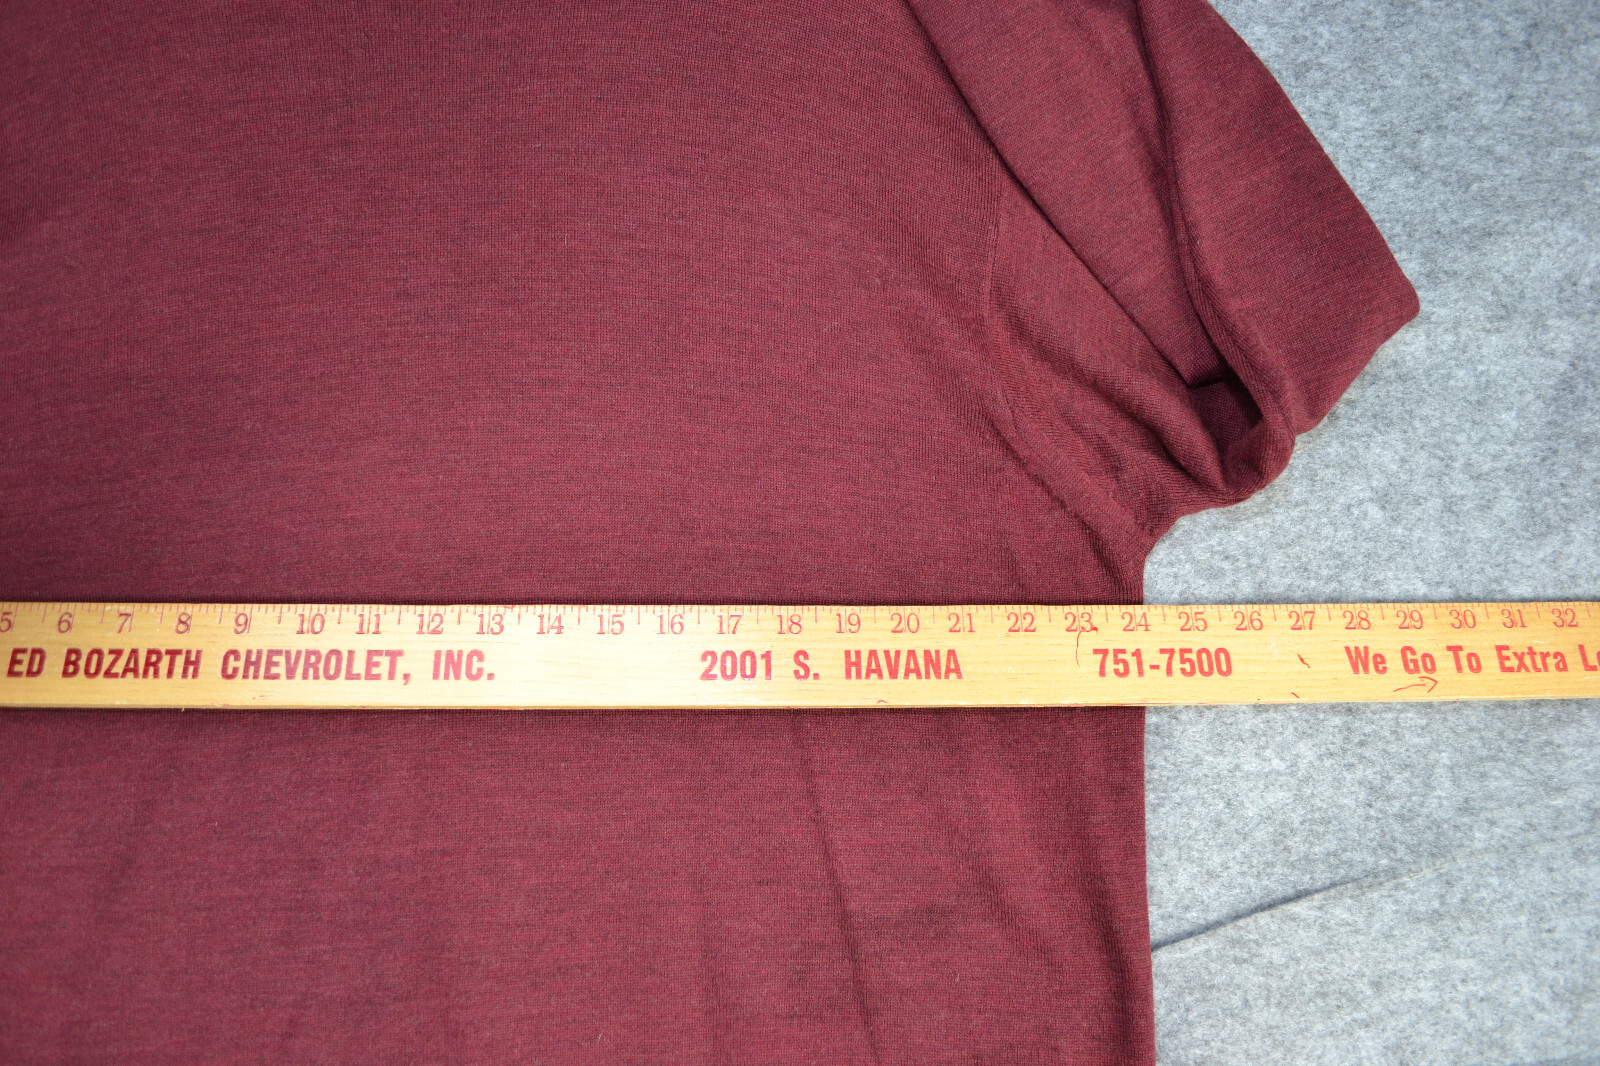 5 6 7 8 9 10 11 12 13 14 15 16 17 18 19 20 21 22 23 24 25 26 27 28 29 30 31 32
ED BOZARTH CHEVROLET, INC. 2001 S. HAVANA 751-7500 We Go To Extra